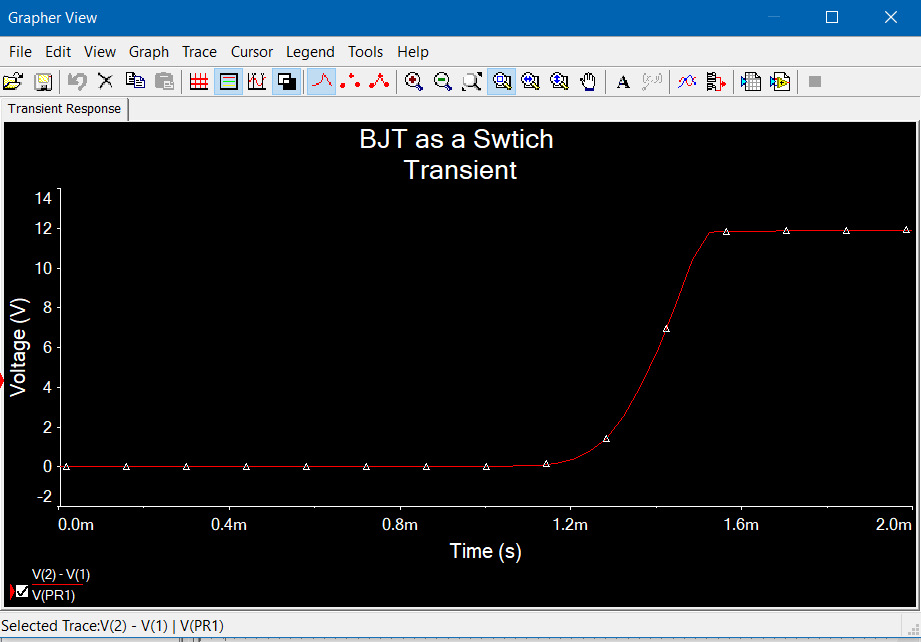 Grapher View
File Edit View Graph Trace Cursor Legend Tools Help
A
Transient Response
BJT as a Swtich
Transient
14
12
10
8
6
4
2
0
-2
Voltage (V)
0.0m 0.4m 0.8m 1.2m 1.6m 2.0m
Time (s)
V(2) - V(1)
V(PR1)
Selected Trace:V(2) - V(1) | V(PR1)